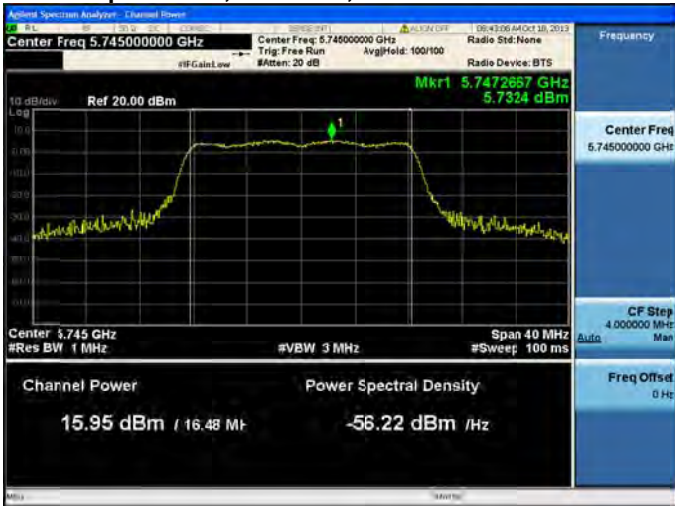 Agilent Spectrum Analyzer - Channel Power
Center Freq 5.745000000 GHz
#IFGain:Low
Center Freq: 5.745000000 GHz
Trig: Free Run
Avg|Hold: 100/100
#Atten: 20 dB
ALIGN OFF
08:43:06 AM Oct 18, 2013
Radio Std: None
Radio Device: BTS
Frequency
Mkr1 5.7472667 GHz
5.7324 dBm
10 dB/div
Ref 20.00 dBm
Log
1
Center Freq
5.745000000 GHz
Center 5.745 GHz
Span 40 MHz
#Res BW 1 MHz
#VBW 3 MHz
#Sweep 100 ms
CF Step
4.000000 MHz
Auto Man
Channel Power
Power Spectral Density
15.95 dBm / 16.48 MH
-56.22 dBm /Hz
Freq Offset
0 Hz
MSG